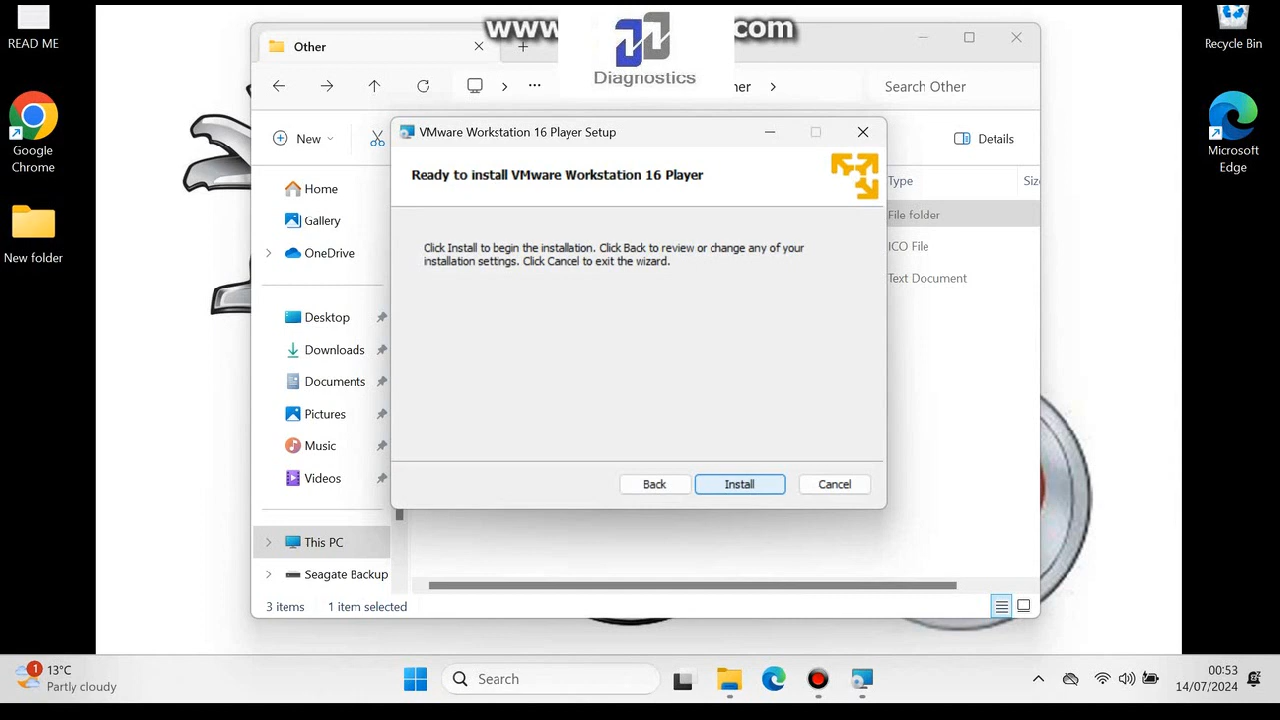 READ ME
Google
Chrome
New folder
Recycle Bin
Microsoft
Edge
www.
com
Diagnostics
Other
Search Other
New
Details
Home
Gallery
OneDrive
Desktop
Downloads
Documents
Pictures
Music
Videos
This PC
Seagate Backup
Type
File folder
ICO File
Text Document
VMware Workstation 16 Player Setup
Ready to install VMware Workstation 16 Player
Click Install to begin the installation. Click Back to review or change any of your
installation settings. Click Cancel to exit the wizard.
Back
Install
Cancel
3 items
1 item selected
1
13°C
Partly cloudy
Search
00:53
14/07/2024